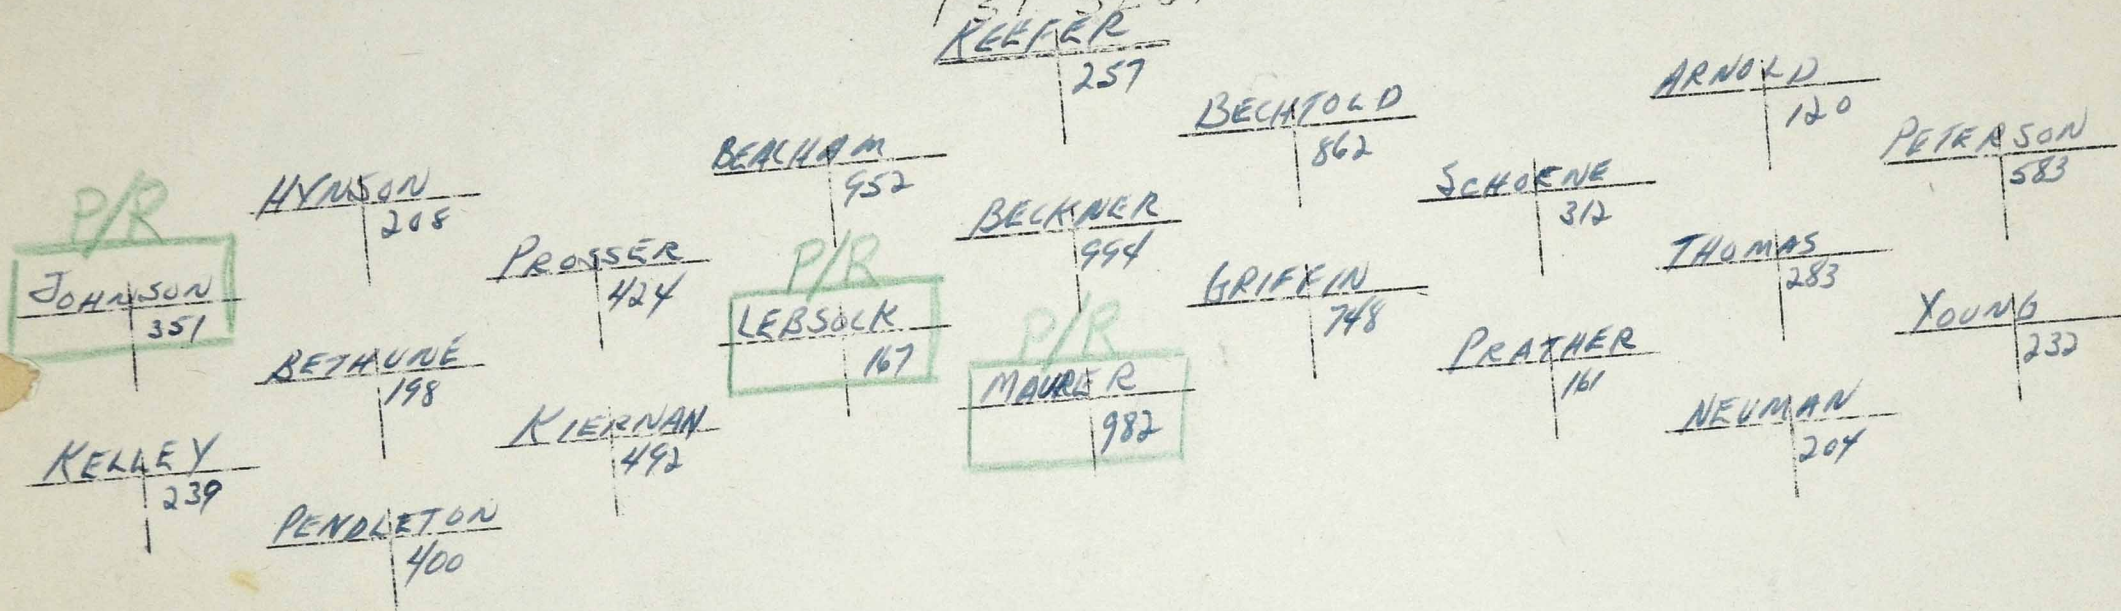 KEEFER
257
ARNOLD
120
BECHTOLD
862
PETERSON
583
BEACHAM
952
SCHOENE
312
HYNSON
208
P/R
BECKNER
994
THOMAS
283
PROSSER
424
P/R
GRIFFIN
748
JOHNSON
351
LEBSOCK
167
YOUNG
232
P/R
PRATHER
161
BETHUNE
198
MAURER
982
NEUMAN
204
KIERNAN
492
KELLEY
239
PENDLETON
400